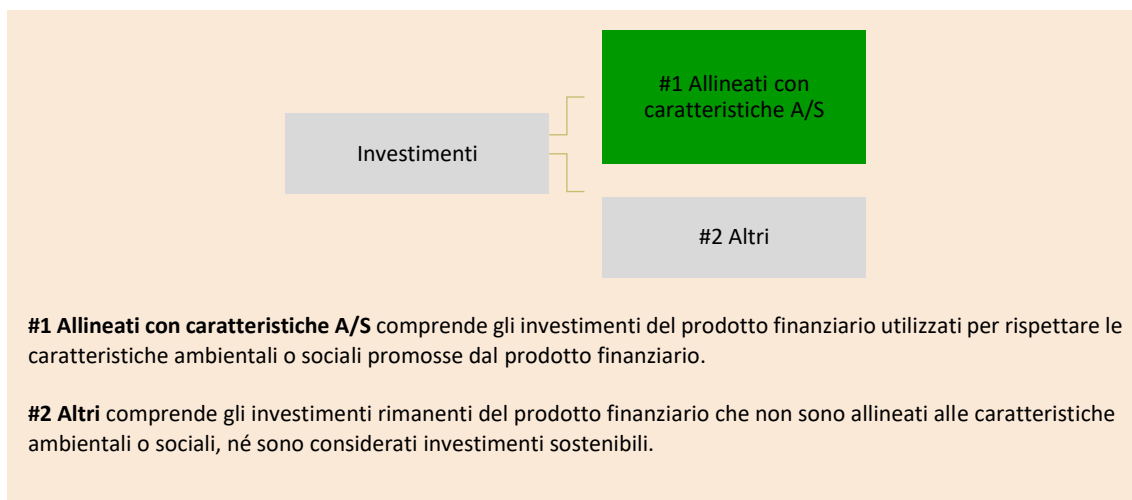 #1 Allineati con
caratteristiche A/S
Investimenti
#2 Altri
#1 Allineati con caratteristiche A/S comprende gli investimenti del prodotto finanziario utilizzati per rispettare le
caratteristiche ambientali o sociali promosse dal prodotto finanziario.
#2 Altri comprende gli investimenti rimanenti del prodotto finanziario che non sono allineati alle caratteristiche
ambientali o sociali, né sono considerati investimenti sostenibili.